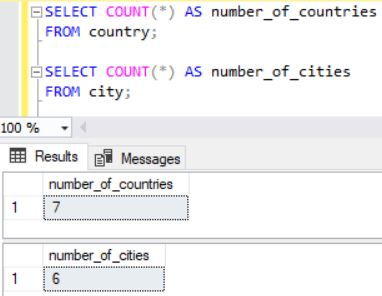 SELECT COUNT(*) AS number_of_countries
FROM country;
SELECT COUNT(*) AS number_of_cities
FROM city;
100 %
Results Messages
number_of_countries
1 7
number_of_cities
1 6